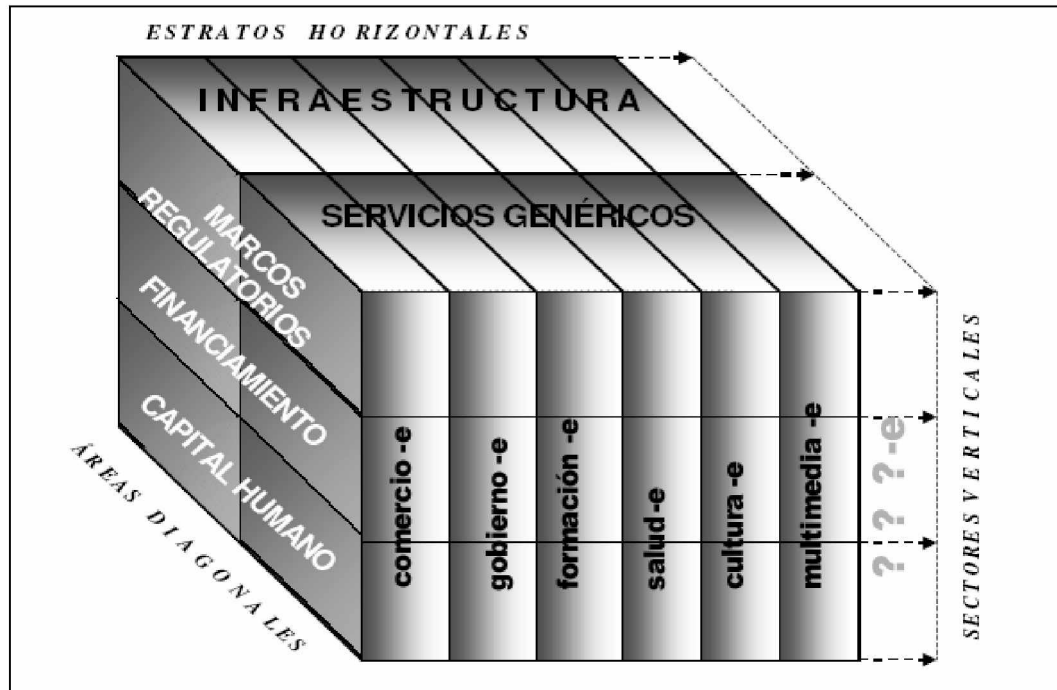 ESTRATOS HORIZONTALES
INFRAESTRUCTURA
SERVICIOS GENÉRICOS
MARCOS
REGULATORIOS
FINANCIAMIENTO
CAPITAL HUMANO
ÁREAS DIAGONALES
comercio -e
gobierno -e
formación -e
salud-e
cultura -e
multimedia -e
? ? ? -e
SECTORES VERTICALES